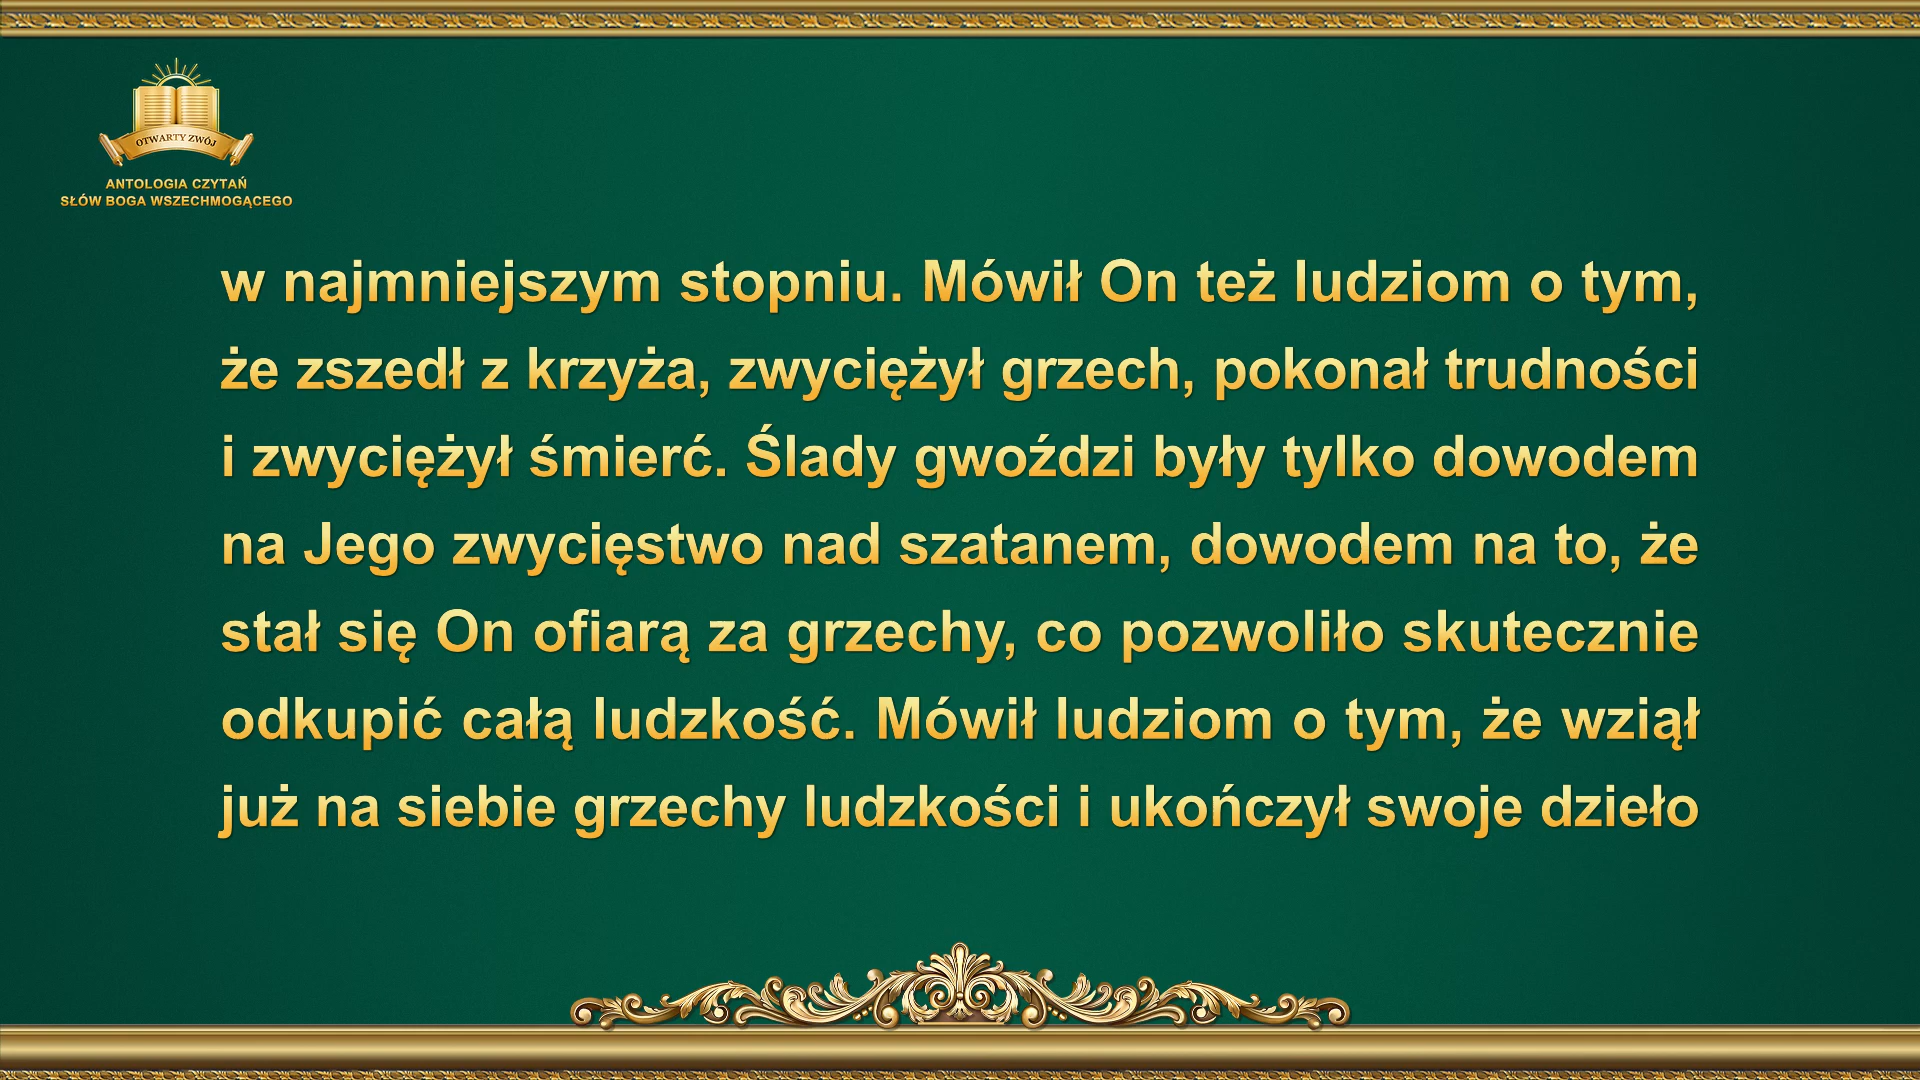 OTWARTY ZWÓJ
ANTOLOGIA CZYTAŃ
SŁÓW BOGA WSZECHMOGĄCEGO
w najmniejszym stopniu. Mówił On też ludziom o tym,
że zszedł z krzyża, zwyciężył grzech, pokonał trudności
i zwyciężył śmierć. Ślady gwoździ były tylko dowodem
na Jego zwycięstwo nad szatanem, dowodem na to, że
stał się On ofiarą za grzechy, co pozwoliło skutecznie
odkupić całą ludzkość. Mówił ludziom o tym, że wziął
już na siebie grzechy ludzkości i ukończył swoje dzieło